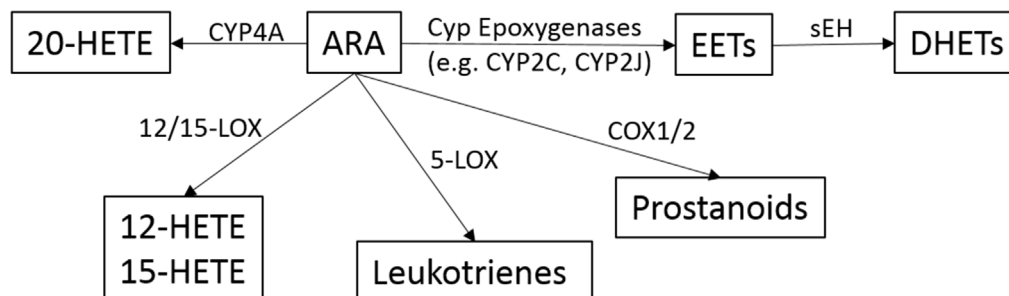 20-HETE
CYP4A
ARA
Cyp Epoxygenases
(e.g. CYP2C, CYP2J)
EETs
sEH
DHETs
12/15-LOX
5-LOX
COX1/2
12-HETE
15-HETE
Leukotrienes
Prostanoids